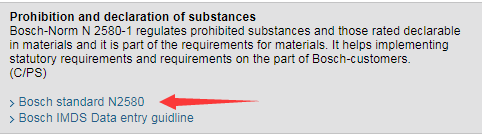 Prohibition and declaration of substances
Bosch-Norm N 2580-1 regulates prohibited substances and those rated declarable
in materials and it is part of the requirements for materials. It helps implementing
statutory requirements and requirements on the part of Bosch-customers.
(C/PS)
> Bosch standard N2580
> Bosch IMDS Data entry guidline